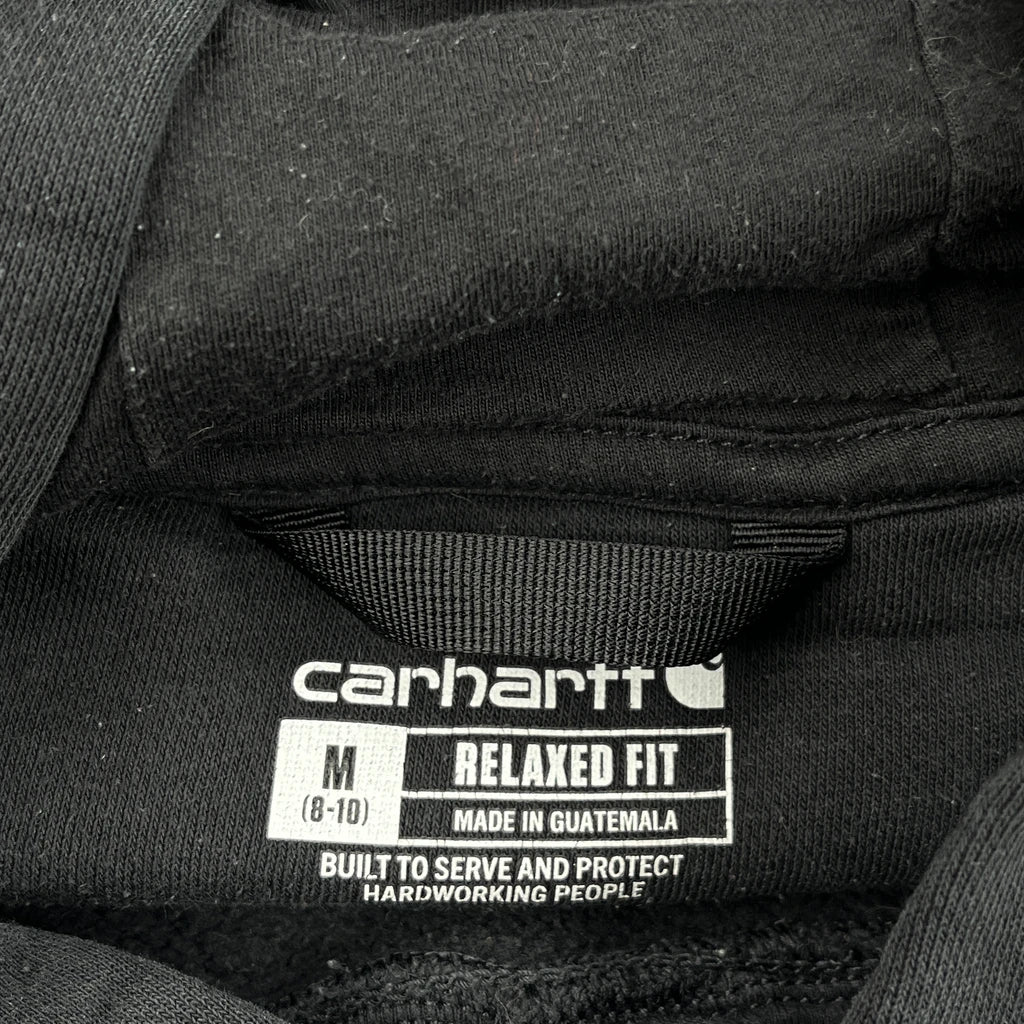 carhartt
M
(8-10)
RELAXED FIT
MADE IN GUATEMALA
BUILT TO SERVE AND PROTECT
HARDWORKING PEOPLE